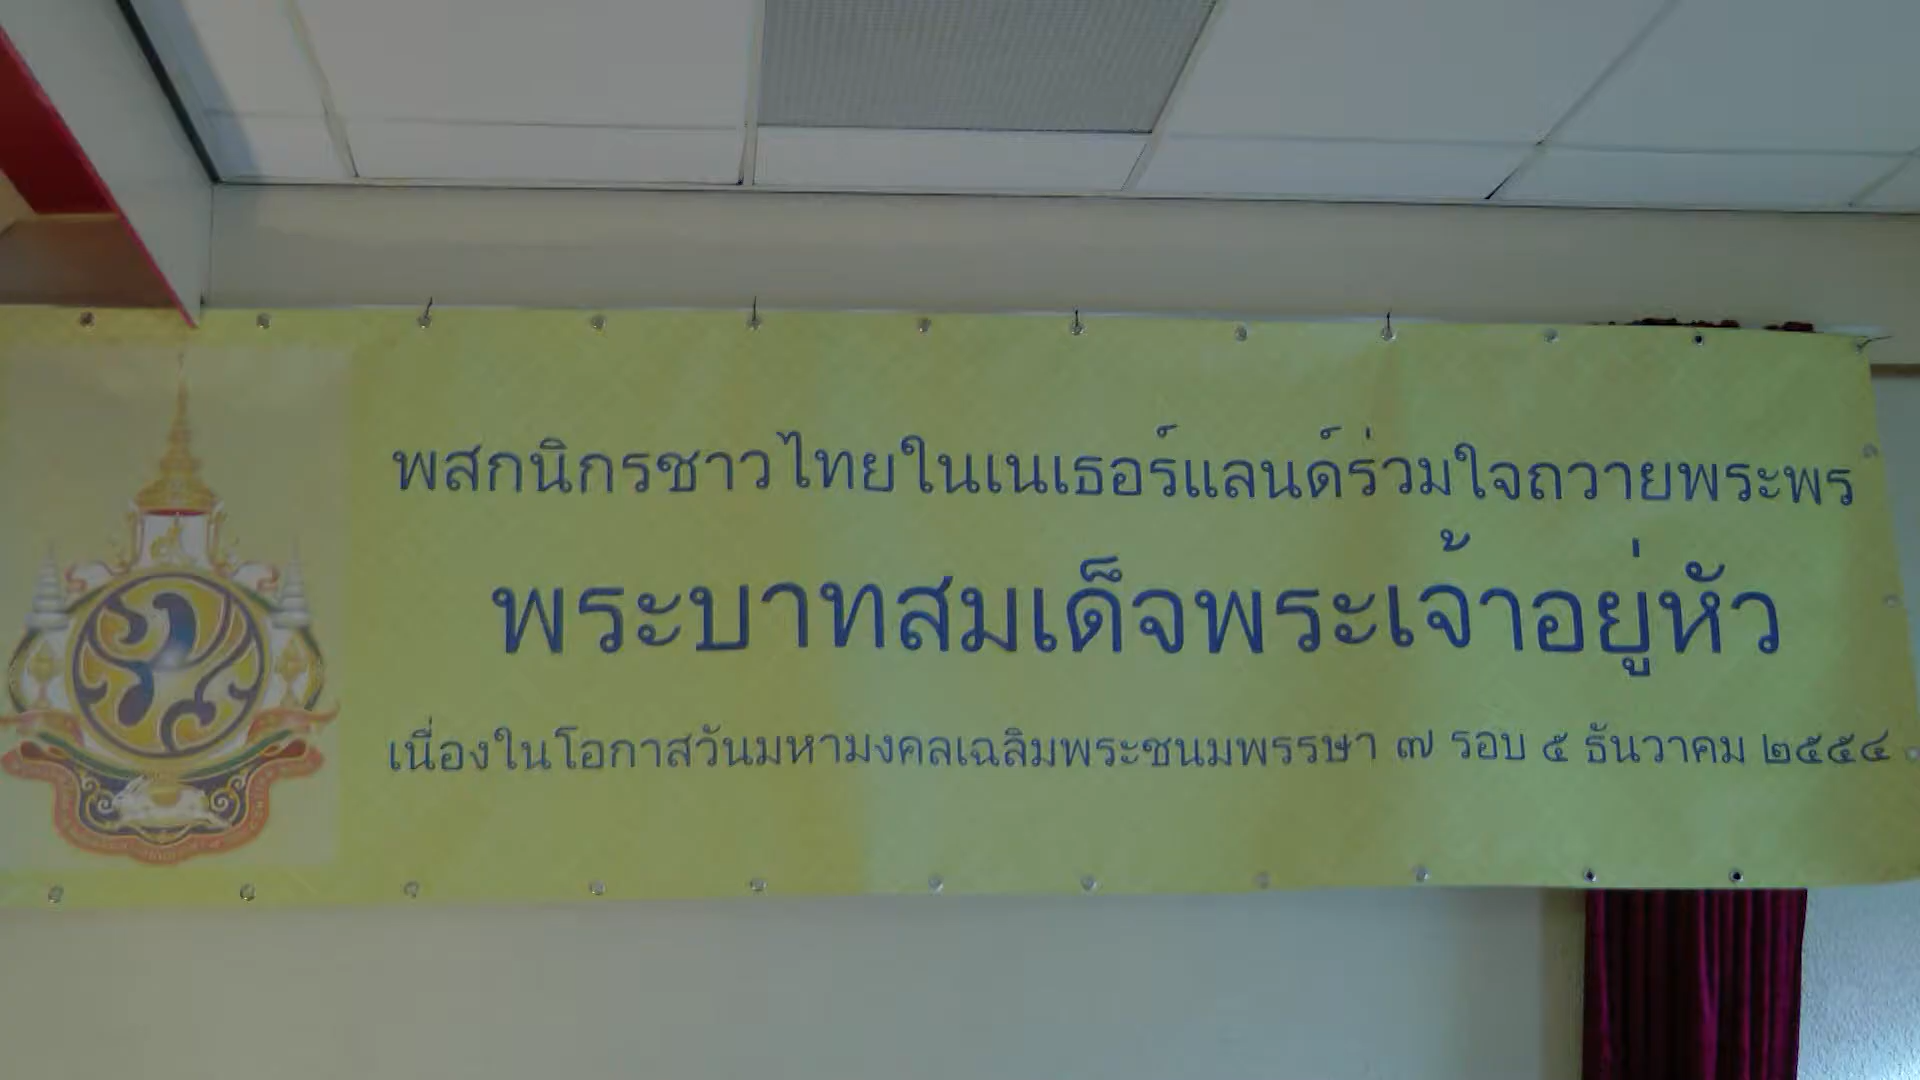 พสกนิกรชาวไทยในเนเธอร์แลนด์ร่วมใจถวายพระพร
พระบาทสมเด็จพระเจ้าอยู่หัว
เนื่องในโอกาสวันมหามงคลเฉลิมพระชนมพรรษา ๗ รอบ ๕ ธันวาคม ๒๕๕๔